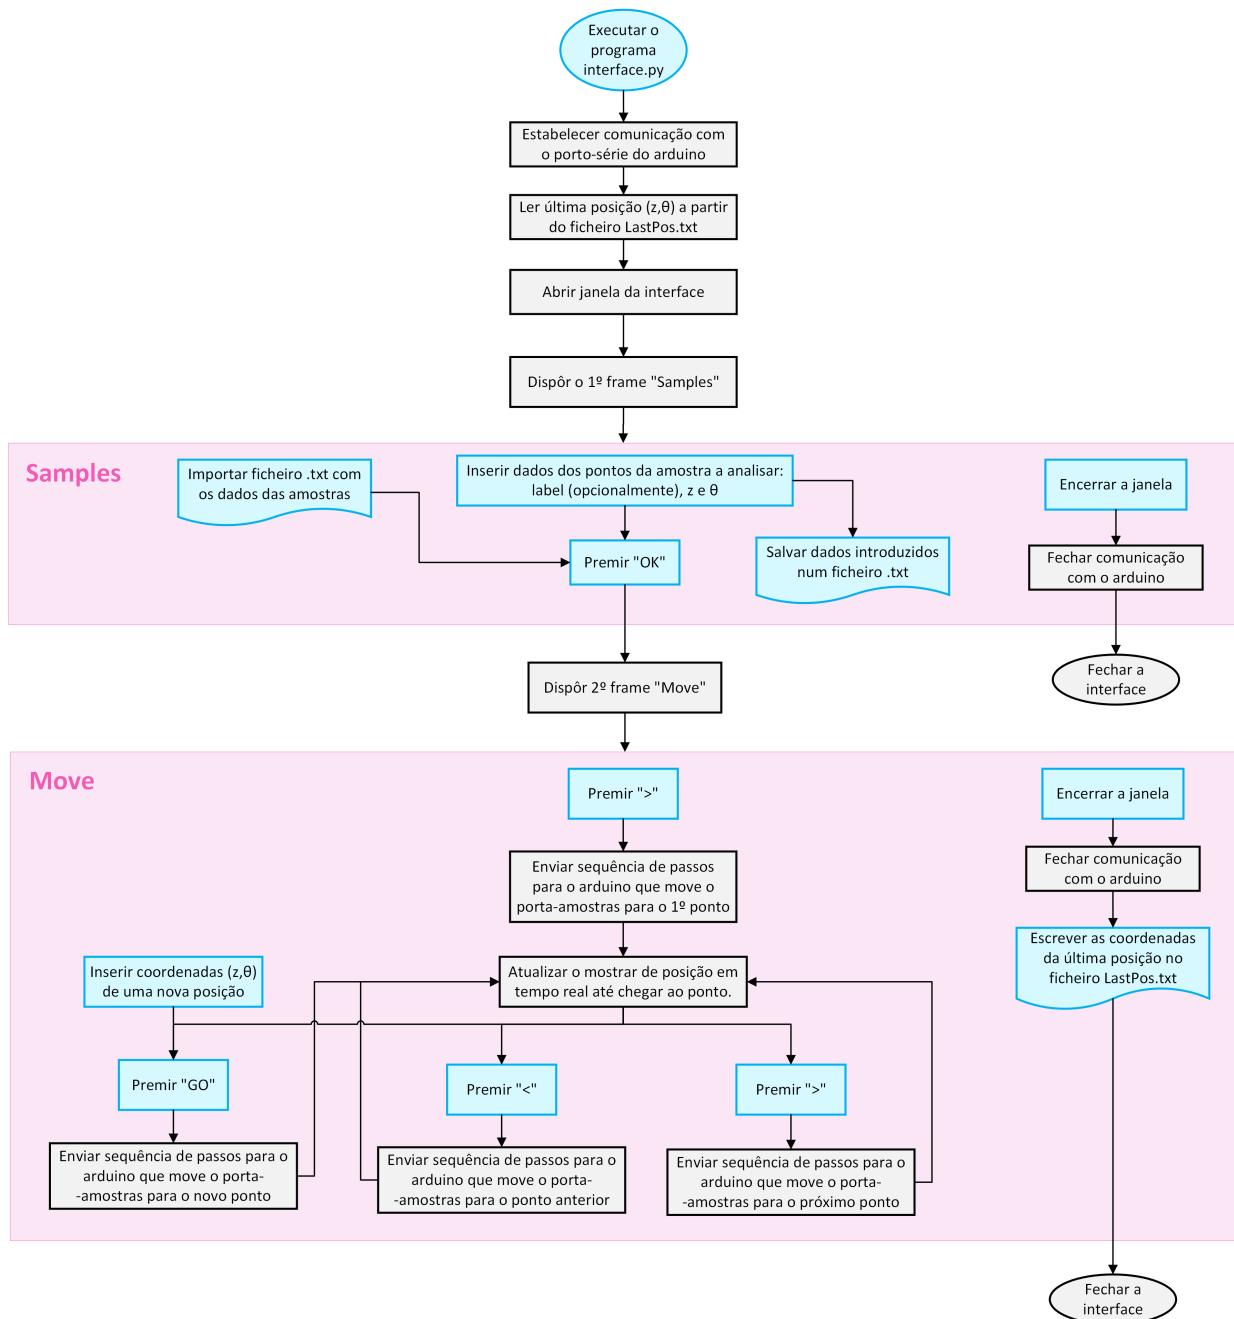 Executar o
programa
interface.py
Estabelecer comunicação com
o porto-série do arduino
Ler última posição (z,θ) a partir
do ficheiro LastPos.txt
Abrir janela da interface
Dispôr o 1º frame "Samples"
Samples
Importar ficheiro .txt com
os dados das amostras
Inserir dados dos pontos da amostra a analisar:
label (opcionalmente), z e θ
Encerrar a janela
Premir "OK"
Salvar dados introduzidos
num ficheiro .txt
Fechar comunicação
com o arduino
Fechar a
interface
Dispôr 2º frame "Move"
Move
Premir ">"
Encerrar a janela
Enviar sequência de passos
para o arduino que move o
porta-amostras para o 1º ponto
Fechar comunicação
com o arduino
Inserir coordenadas (z,θ)
de uma nova posição
Atualizar o mostrar de posição em
tempo real até chegar ao ponto.
Escrever as coordenadas
da última posição no
ficheiro LastPos.txt
Premir "GO"
Premir "<"
Premir ">"
Enviar sequência de passos para o
arduino que move o porta-
-amostras para o novo ponto
Enviar sequência de passos para o
arduino que move o porta-
-amostras para o ponto anterior
Enviar sequência de passos para o
arduino que move o porta-
-amostras para o próximo ponto
Fechar a
interface